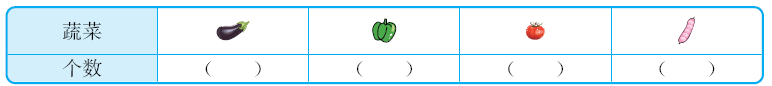 蔬菜
个数 （ ） （ ） （ ） （ ）